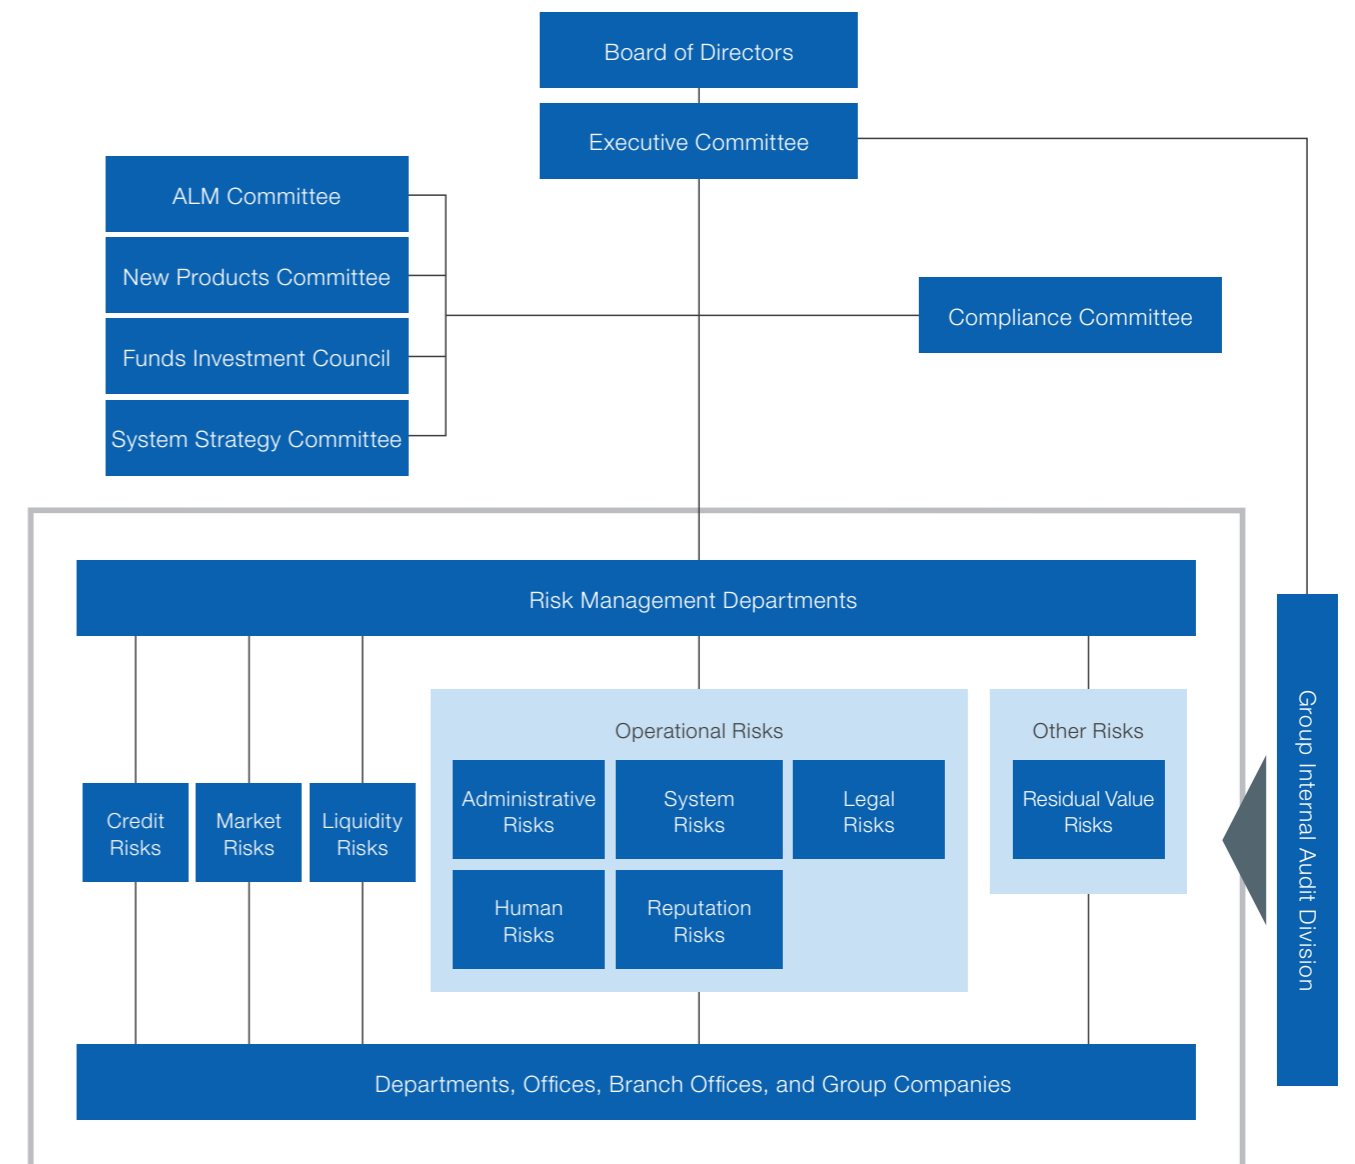 Board of Directors
Executive Committee
ALM Committee
New Products Committee
Funds Investment Council
System Strategy Committee
Compliance Committee
Risk Management Departments
Credit
Risks
Market
Risks
Liquidity
Risks
Operational Risks
Administrative
Risks
System
Risks
Legal
Risks
Human
Risks
Reputation
Risks
Other Risks
Residual Value
Risks
Group Internal Audit Division
Departments, Offices, Branch Offices, and Group Companies